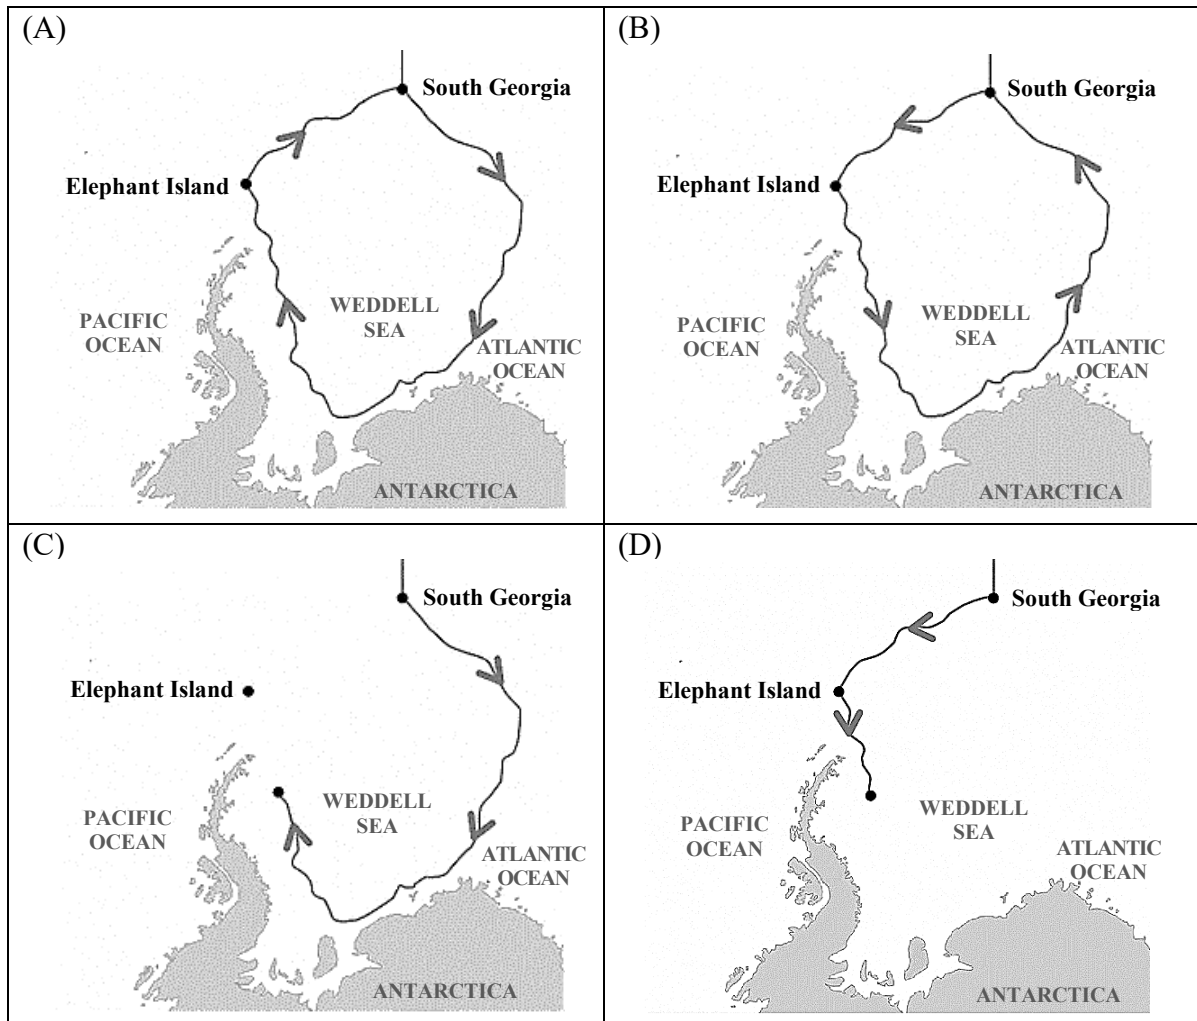 (A)
South Georgia
Elephant Island
WEDDELL
SEA
PACIFIC
OCEAN
ATLANTIC
OCEAN
ANTARCTICA
(B)
South Georgia
Elephant Island
WEDDELL
SEA
PACIFIC
OCEAN
ATLANTIC
OCEAN
ANTARCTICA
(C)
South Georgia
Elephant Island
WEDDELL
SEA
PACIFIC
OCEAN
ATLANTIC
OCEAN
ANTARCTICA
(D)
South Georgia
Elephant Island
WEDDELL
SEA
PACIFIC
OCEAN
ATLANTIC
OCEAN
ANTARCTICA